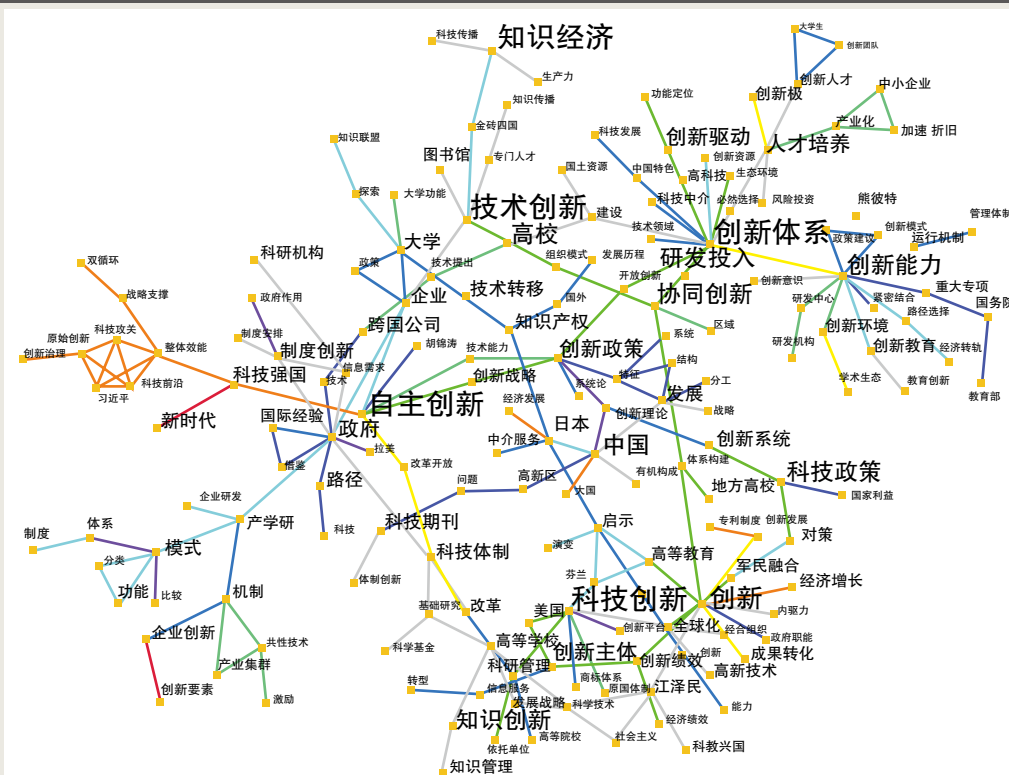 大学生
科技传播
知识经济
创新团队
生产力
创新人才
中小企业
功能定位
创新极
知识传播
产业化
金砖四国
加速 折旧
科技发展
知识联盟
创新驱动
人才培养
图书馆
专门人才
创新资源
国土资源
中国特色
高科技
生态环境
探索
大学功能
科技中介
必然选择
风险投资
熊彼特
技术创新
建设
管理体制
技术领域
创新体系
创新模式
高校
政策建议
运行机制
大学
科研机构
组织模式
发展历程
研发投入
双循环
政策
技术提出
开放创新
创新能力
创新意识
技术转移
重大专项
战略支撑
政府作用
企业
国外
协同创新
研发中心
紧密结合
国务院
路径选择
科技攻关
知识产权
跨国公司
区域
创新环境
原始创新
制度安排
系统
研发机构
创新治理
整体效能
制度创新
胡锦涛
技术能力
创新政策
创新教育
经济转轨
信息需求
结构
科技强国
技术
创新战略
特征
学术生态
科技前沿
系统论
分工
教育创新
习近平
发展
教育部
经济发展
自主创新
战略
新时代
国际经验
创新理论
日本
政府
中介服务
创新系统
中国
拉美
体系构建
借鉴
改革开放
有机构成
科技政策
路径
问题
高新区
地方高校
大国
国家利益
企业研发
产学研
科技
科技期刊
启示
专利制度
创新发展
体系
制度
对策
模式
演变
科技体制
高等教育
分类
军民融合
芬兰
体制创新
经济增长
功能
比较
机制
科技创新
创新
基础研究
改革
美国
内驱力
企业创新
创新平台
全球化
经合组织
高等学校
政府职能
共性技术
科学基金
创新主体
创新
成果转化
创新绩效
产业集群
科研管理
高新技术
转型
商标体系
信息服务
原国体制
江泽民
创新要素
激励
发展战略
科学技术
能力
知识创新
经济绩效
高等院校
社会主义
依托单位
科教兴国
知识管理